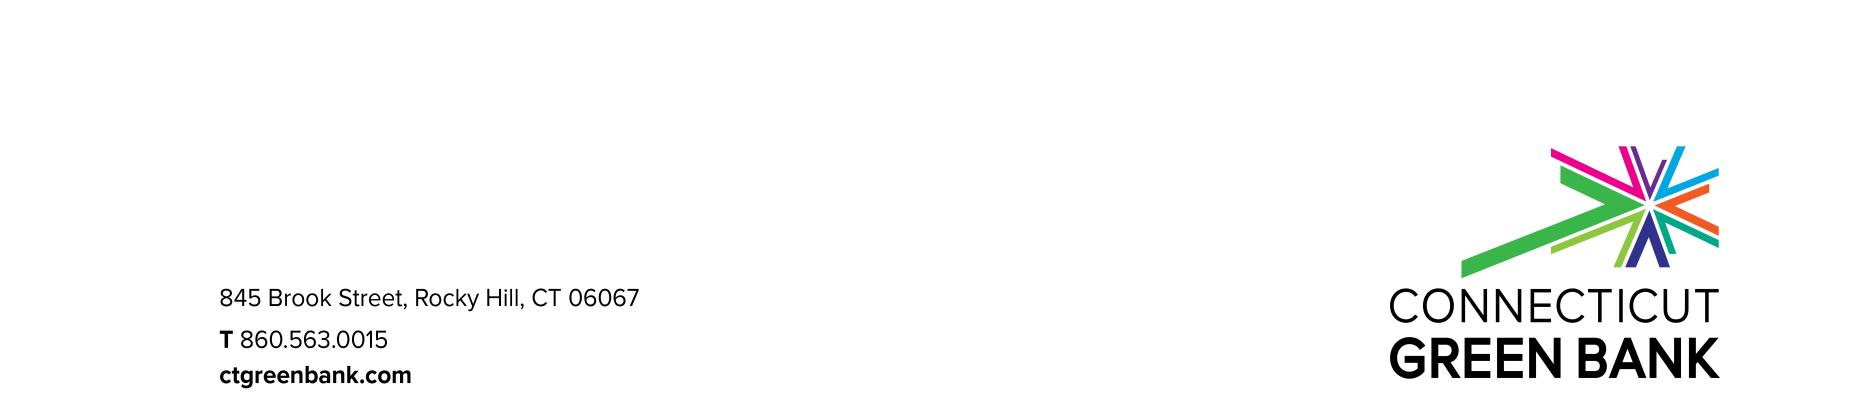 845 Brook Street, Rocky Hill, CT 06067
T 860.563.0015
ctgreenbank.com
CONNECTICUT
GREEN BANK